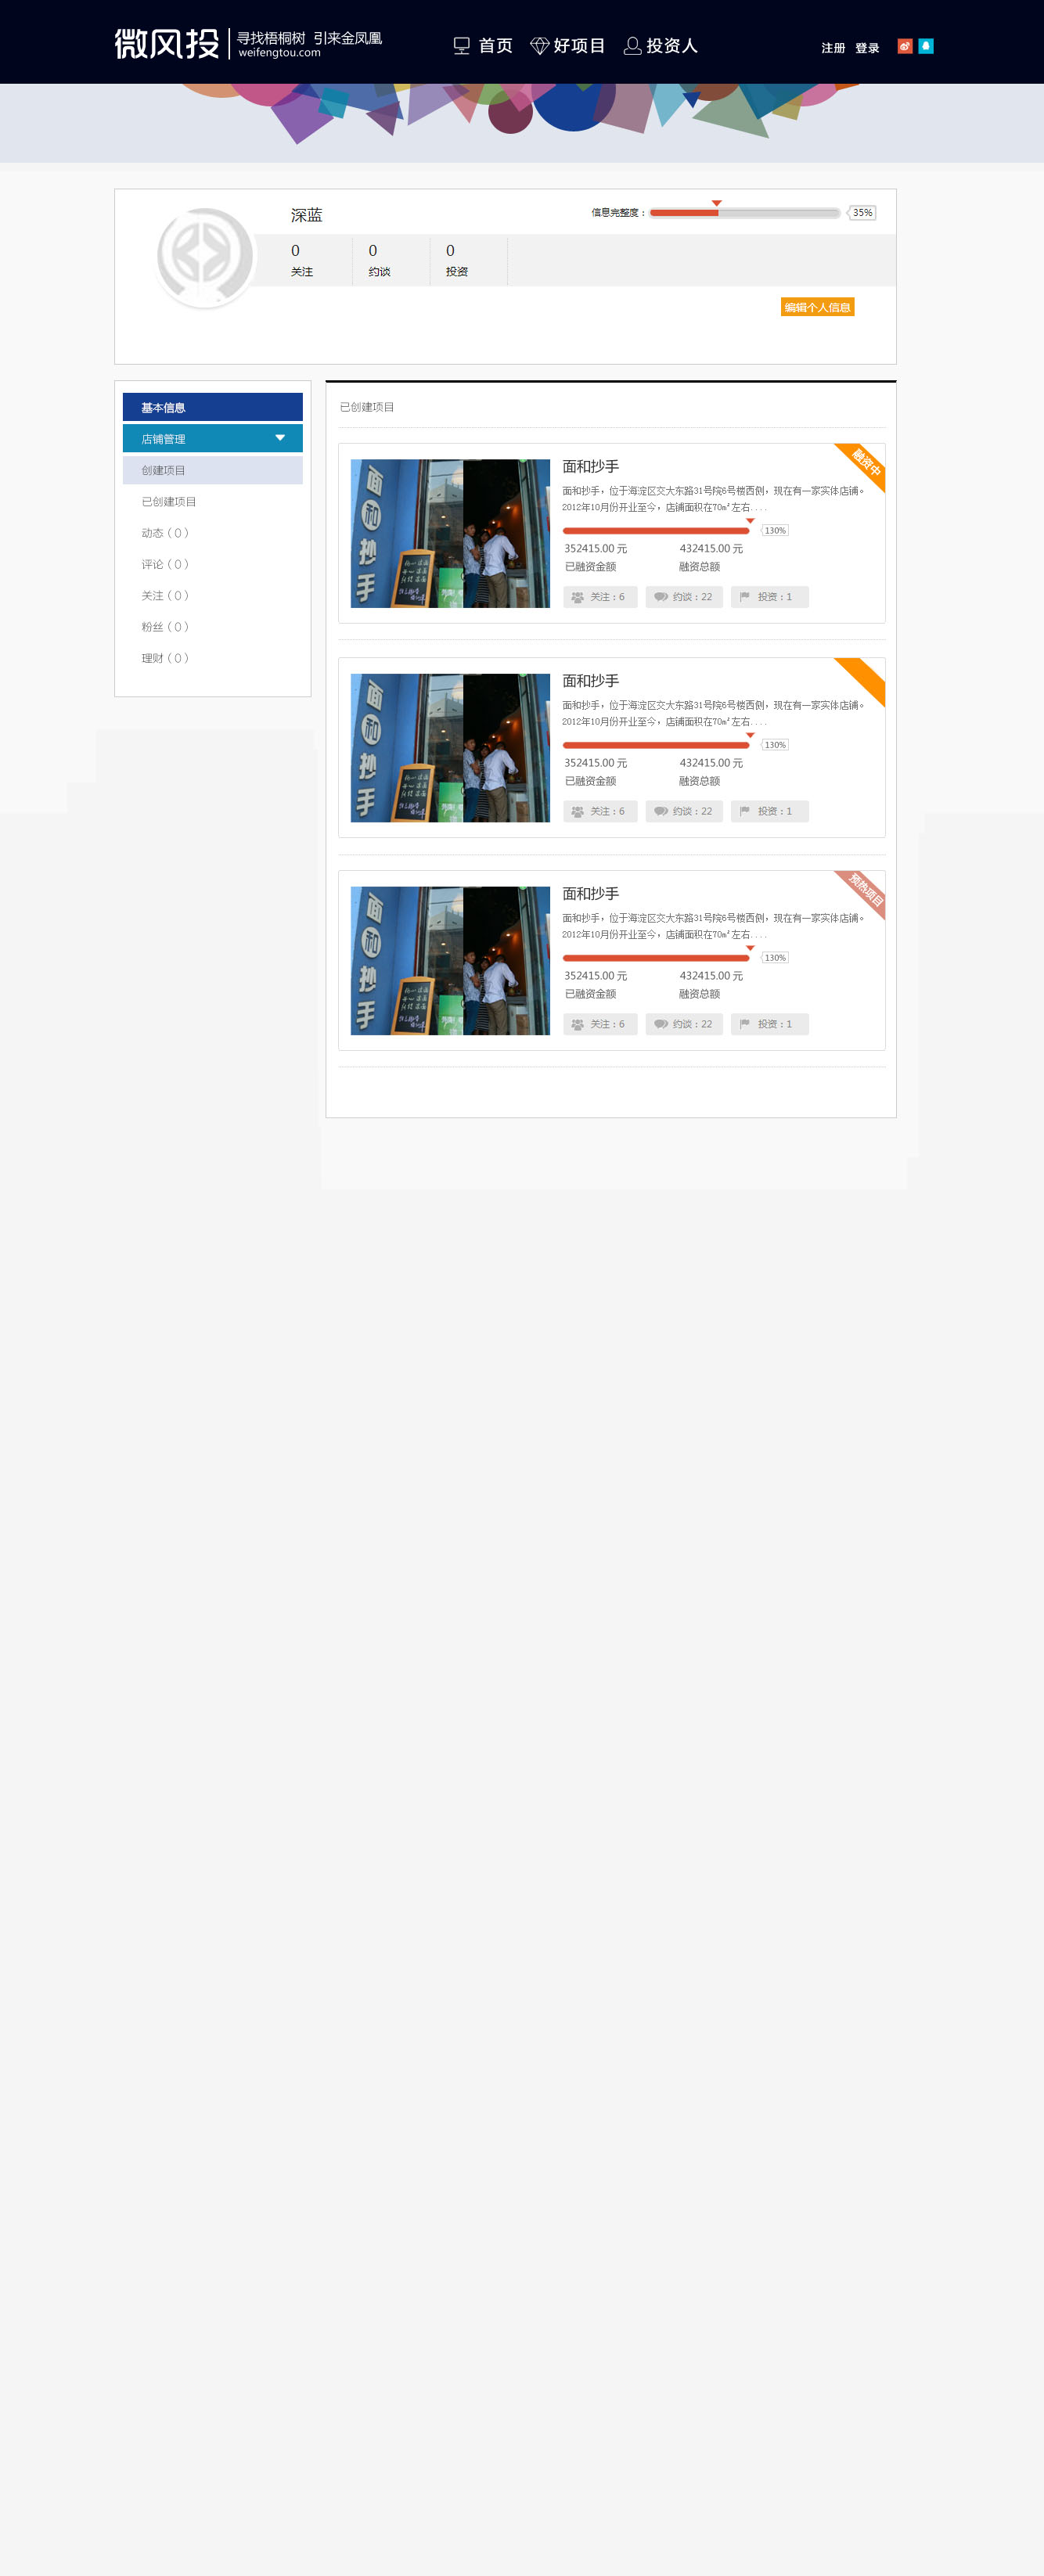 微风投
寻找梧桐树 引来金凤凰
weifengtou.com
首页
好项目
投资人
注册 登录
深蓝
信息完整度：
35%
0
关注
0
约谈
0
投资
编辑个人信息
基本信息
店铺管理
创建项目
已创建项目
动态（0）
评论（0）
关注（0）
粉丝（0）
理财（0）
已创建项目
面和抄手
融资中
面和抄手
面和抄手，位于海淀区交大东路31号院6号楼西侧，现在有一家实体店铺。
2012年10月份开业至今，店铺面积在70㎡左右....
130%
352415.00 元
432415.00 元
已融资金额
融资总额
关注：6
约谈：22
投资：1
面和抄手
面和抄手
面和抄手，位于海淀区交大东路31号院6号楼西侧，现在有一家实体店铺。
2012年10月份开业至今，店铺面积在70㎡左右....
130%
352415.00 元
432415.00 元
已融资金额
融资总额
关注：6
约谈：22
投资：1
面和抄手
预热项目
面和抄手
面和抄手，位于海淀区交大东路31号院6号楼西侧，现在有一家实体店铺。
2012年10月份开业至今，店铺面积在70㎡左右....
130%
352415.00 元
432415.00 元
已融资金额
融资总额
关注：6
约谈：22
投资：1